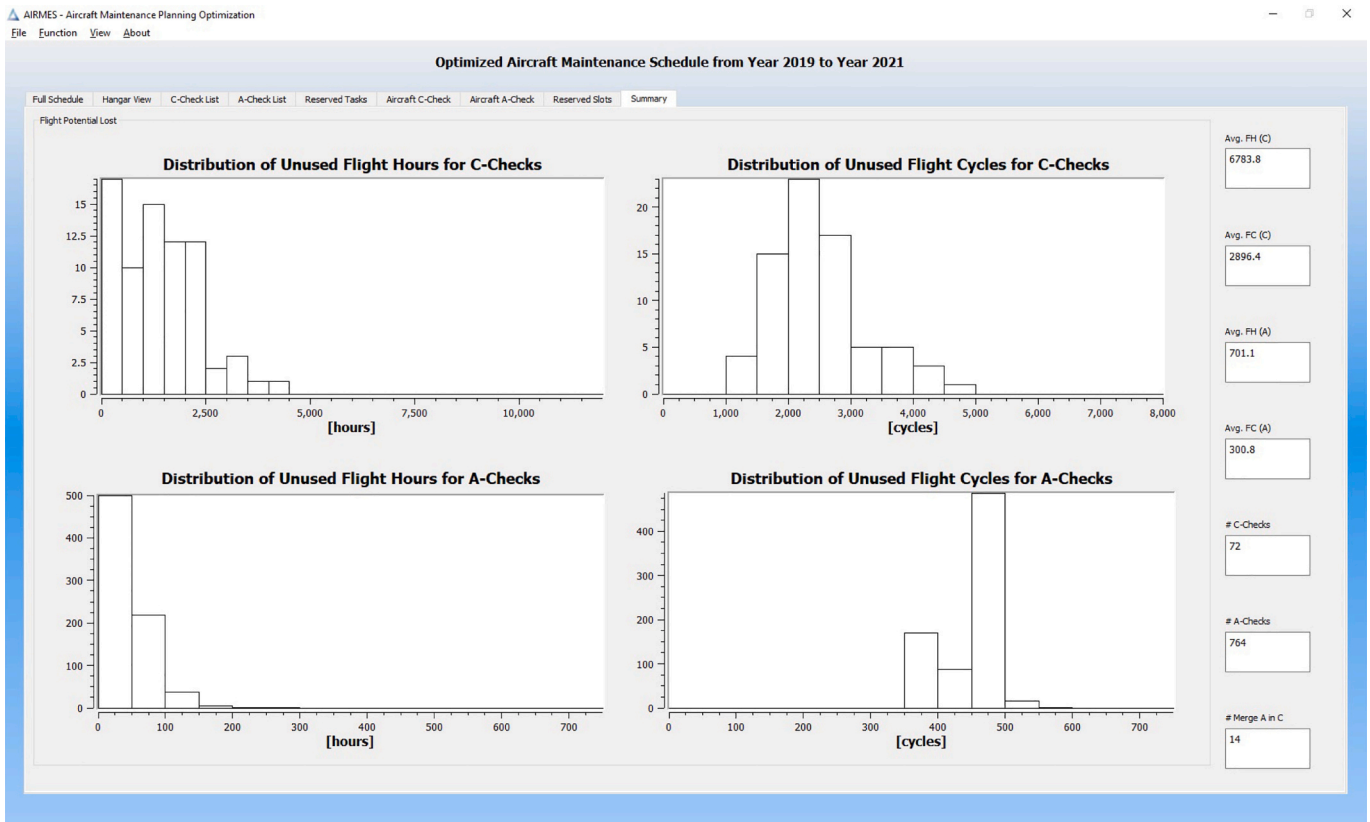 AIRMES - Aircraft Maintenance Planning Optimization
File Function View About
Optimized Aircraft Maintenance Schedule from Year 2019 to Year 2021
Full Schedule Hangar View C-Check List A-Check List Reserved Tasks Aircraft C-Check Aircraft A-Check Reserved Slots Summary
Flight Potential Lost
Distribution of Unused Flight Hours for C-Checks
15
12.5
10
7.5
5
2.5
0
0 2,500 5,000 7,500 10,000
[hours]
Distribution of Unused Flight Cycles for C-Checks
20
15
10
5
0
0 1,000 2,000 3,000 4,000 5,000 6,000 7,000 8,000
[cycles]
Distribution of Unused Flight Hours for A-Checks
500
400
300
200
100
0
0 100 200 300 400 500 600 700
[hours]
Distribution of Unused Flight Cycles for A-Checks
400
300
200
100
0
0 100 200 300 400 500 600 700
[cycles]
Avg. FH (C)
6783.8
Avg. FC (C)
2896.4
Avg. FH (A)
701.1
Avg. FC (A)
300.8
# C-Checks
72
# A-Checks
764
# Merge A in C
14